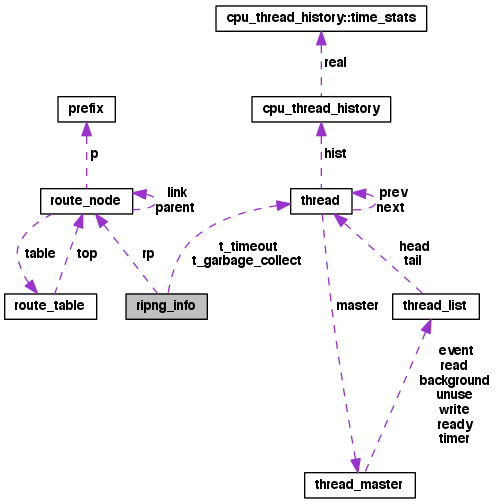 cpu_thread_history::time_stats
real
prefix
cpu_thread_history
p
hist
route_node
link
parent
thread
prev
next
table
top
rp
t_timeout
t_garbage_collect
head
tail
route_table
ripng_info
master
thread_list
event
read
background
unuse
write
ready
timer
thread_master